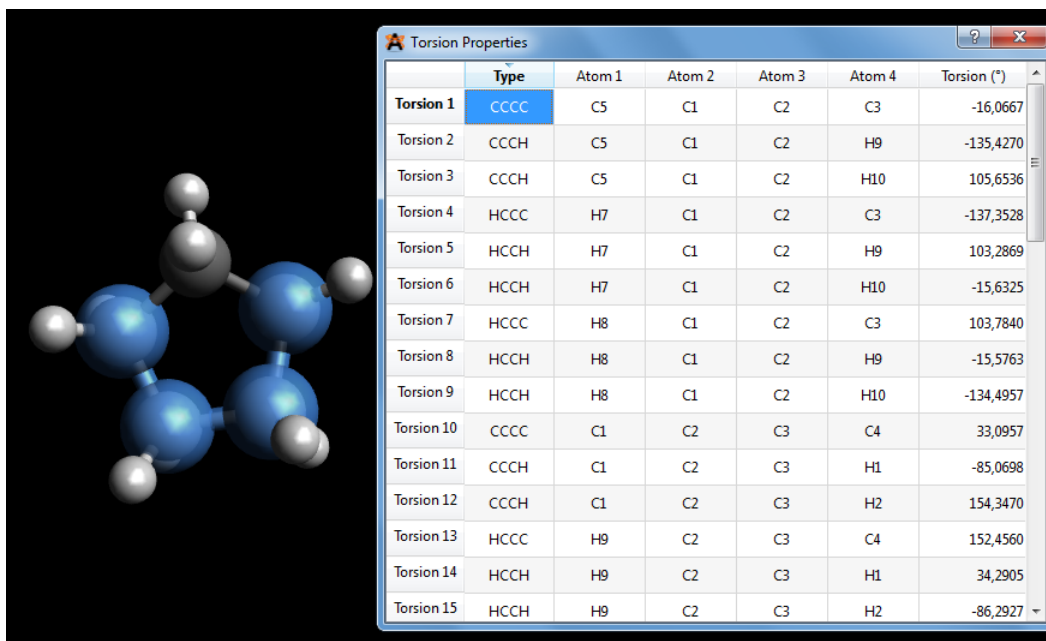 Torsion Properties ? X
Type Atom 1 Atom 2 Atom 3 Atom 4 Torsion (°)
Torsion 1 CCCC C5 C1 C2 C3 -16,0667
Torsion 2 CCCH C5 C1 C2 H9 -135,4270
Torsion 3 CCCH C5 C1 C2 H10 105,6536
Torsion 4 HCCC H7 C1 C2 C3 -137,3528
Torsion 5 HCCH H7 C1 C2 H9 103,2869
Torsion 6 HCCH H7 C1 C2 H10 -15,6325
Torsion 7 HCCC H8 C1 C2 C3 103,7840
Torsion 8 HCCH H8 C1 C2 H9 -15,5763
Torsion 9 HCCH H8 C1 C2 H10 -134,4957
Torsion 10 CCCC C1 C2 C3 C4 33,0957
Torsion 11 CCCH C1 C2 C3 H1 -85,0698
Torsion 12 CCCH C1 C2 C3 H2 154,3470
Torsion 13 HCCC H9 C2 C3 C4 152,4560
Torsion 14 HCCH H9 C2 C3 H1 34,2905
Torsion 15 HCCH H9 C2 C3 H2 -86,2927